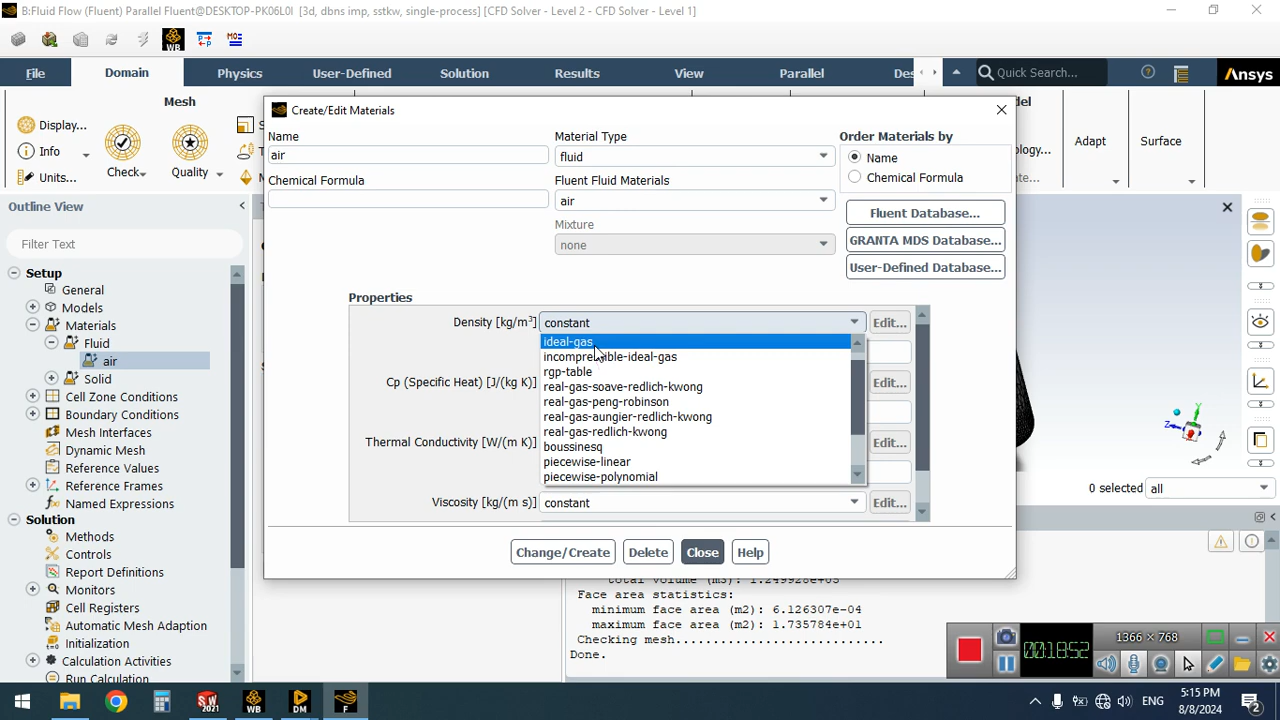 B:Fluid Flow (Fluent) Parallel Fluent@DESKTOP-PK06L0I [3d, dbns imp, sstkw, single-process] [CFD Solver - Level 2 - CFD Solver - Level 1]
WB
File Domain Physics User-Defined Solution Results View Parallel Des Quick Search... Ansys
Mesh
Display...
Info
Units...
Check
Quality
Adapt
Surface
Outline View
Filter Text
Setup
General
Models
Materials
Fluid
air
Solid
Cell Zone Conditions
Boundary Conditions
Mesh Interfaces
Dynamic Mesh
Reference Values
Reference Frames
Named Expressions
Solution
Methods
Controls
Report Definitions
Monitors
Cell Registers
Automatic Mesh Adaption
Initialization
Calculation Activities
Run Calculation
Create/Edit Materials
Name
air
Chemical Formula
Material Type
fluid
Fluent Fluid Materials
air
Mixture
none
Order Materials by
Name
Chemical Formula
Fluent Database...
GRANTA MDS Database...
User-Defined Database...
Properties
Density [kg/m³] constant Edit...
ideal-gas
incompressible-ideal-gas
rgp-table
real-gas-soave-redlich-kwong
real-gas-peng-robinson
real-gas-aungier-redlich-kwong
real-gas-redlich-kwong
boussinesq
piecewise-linear
piecewise-polynomial
Cp (Specific Heat) [J/(kg K)] Edit...
Thermal Conductivity [W/(m K)] Edit...
Viscosity [kg/(m s)] constant Edit...
Change/Create Delete Close Help
0 selected all
Face area statistics:
minimum face area (m2): 6.126307e-04
maximum face area (m2): 1.735784e+01
Checking mesh............................
Done.
1366 × 768
00:18:52
SW 2021 WB DM F
ENG
5:15 PM
8/8/2024
2